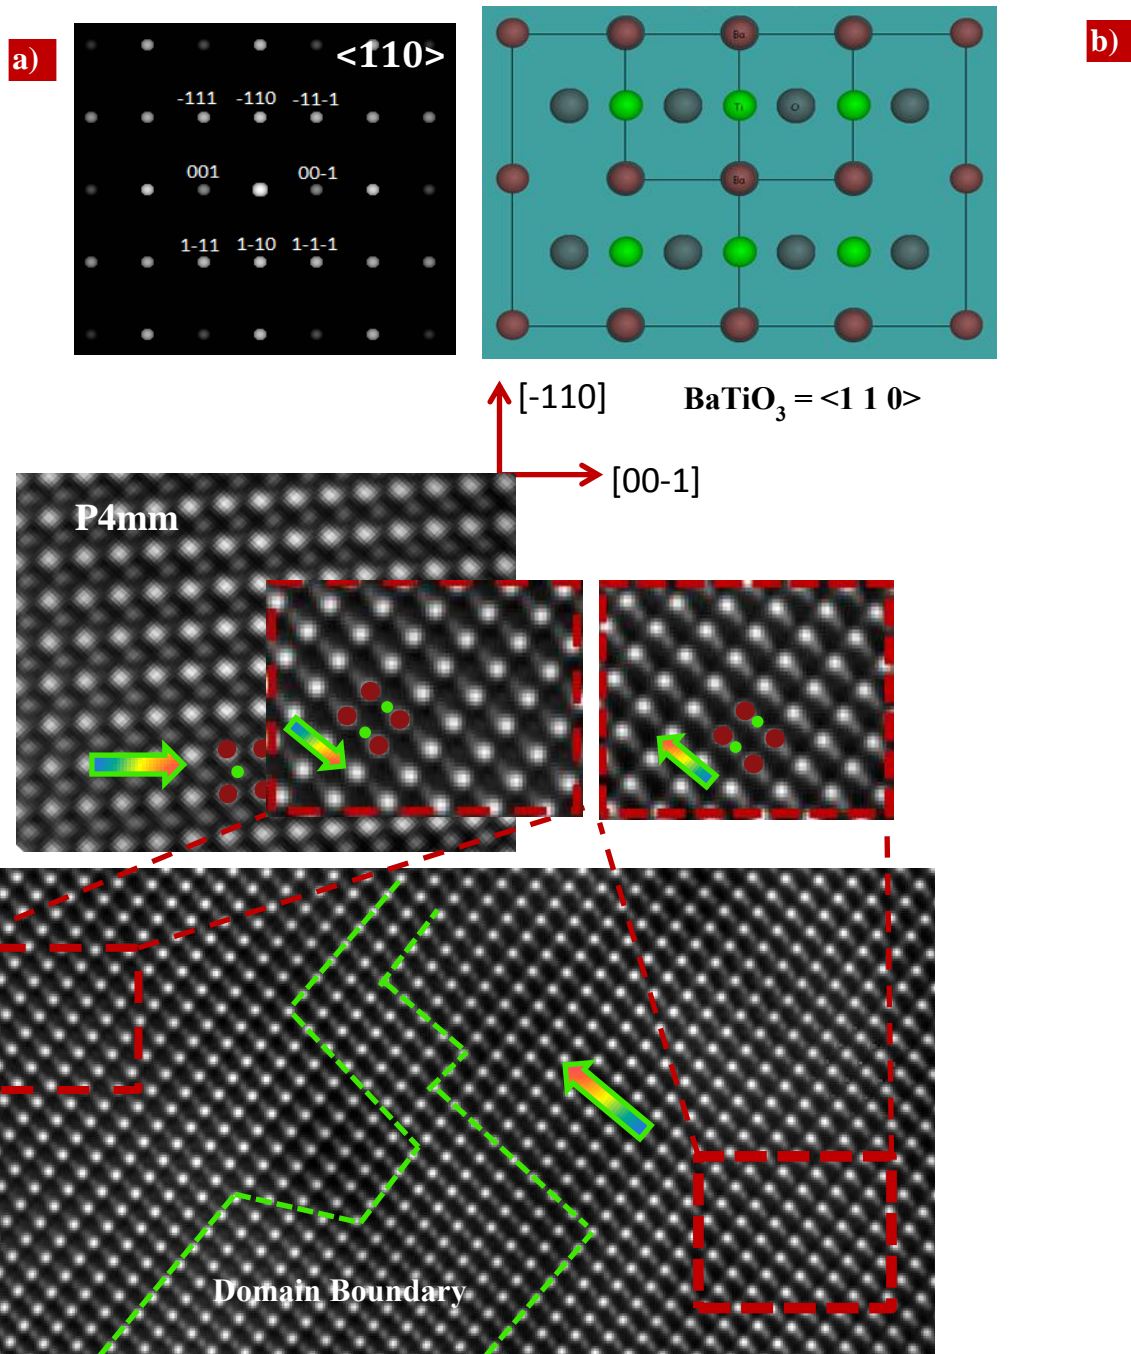 a)
<110>
b)
-111 -110 -11-1
001 00-1
1-11 1-10 1-1-1
Ba
Ti O
Ba
[-110]
BaTiO3 = <1 1 0>
[00-1]
P4mm
Domain Boundary